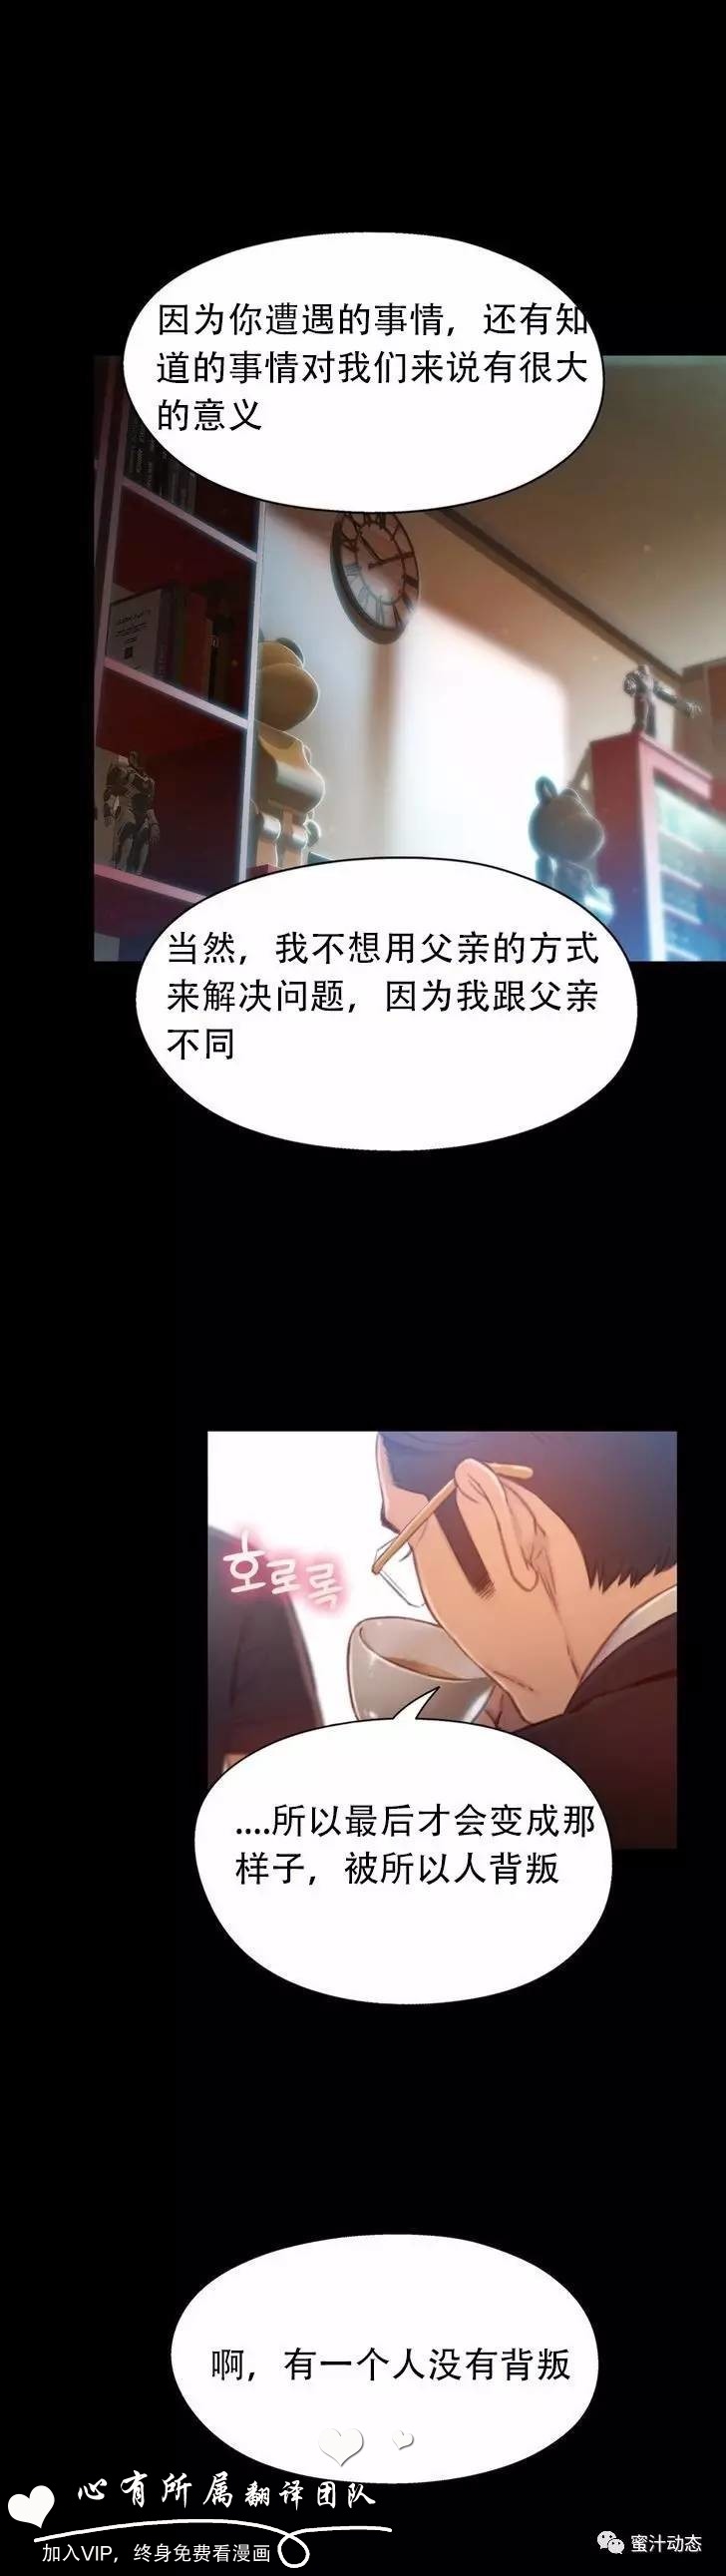 因为你遭遇的事情，还有知
道的事情对我们来说有很大
的意义
当然，我不想用父亲的方式
来解决问题，因为我跟父亲
不同
호로록
....所以最后才会变成那
样子，被所以人背叛
啊，有一个人没有背叛
心有所属翻译团队
加入VIP，终身免费看漫画
蜜汁动态